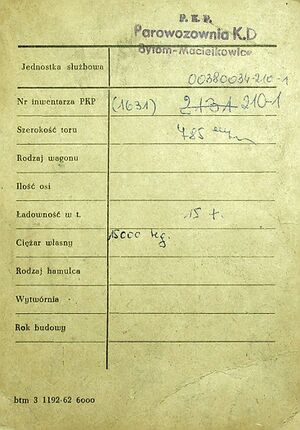 P. K. P.
Parowozownia K.D
Bytom-Maciejkowice
Jednostka służbowa
00380034-210-1
Nr inwentarza PKP (1631) 2131 210-1
Szerokość toru 785 mm
Rodzaj wagonu
Ilość osi
Ładowność w t. 15 t.
Ciężar własny 15000 kg.
Rodzaj hamulca
Wytwórnia
Rok budowy
btm 3 1192-62 6000